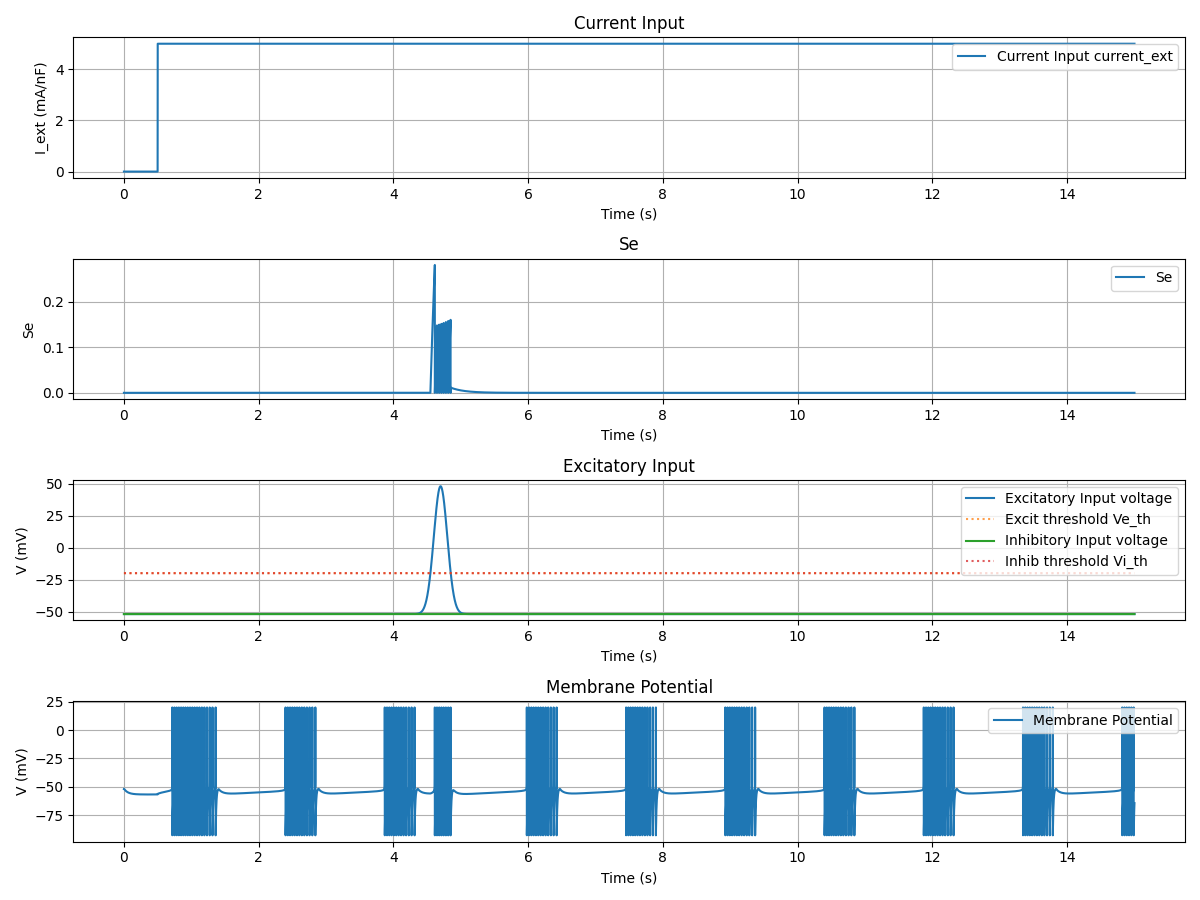 Current Input
4
2
0
I_ext (mA/nF)
Current Input current_ext
0 2 4 6 8 10 12 14
Time (s)
Se
0.2
0.1
0.0
Se
Se
0 2 4 6 8 10 12 14
Time (s)
Excitatory Input
50
25
0
−25
−50
V (mV)
Excitatory Input voltage
Excit threshold Ve_th
Inhibitory Input voltage
Inhib threshold Vi_th
0 2 4 6 8 10 12 14
Time (s)
Membrane Potential
25
0
−25
−50
−75
V (mV)
Membrane Potential
0 2 4 6 8 10 12 14
Time (s)